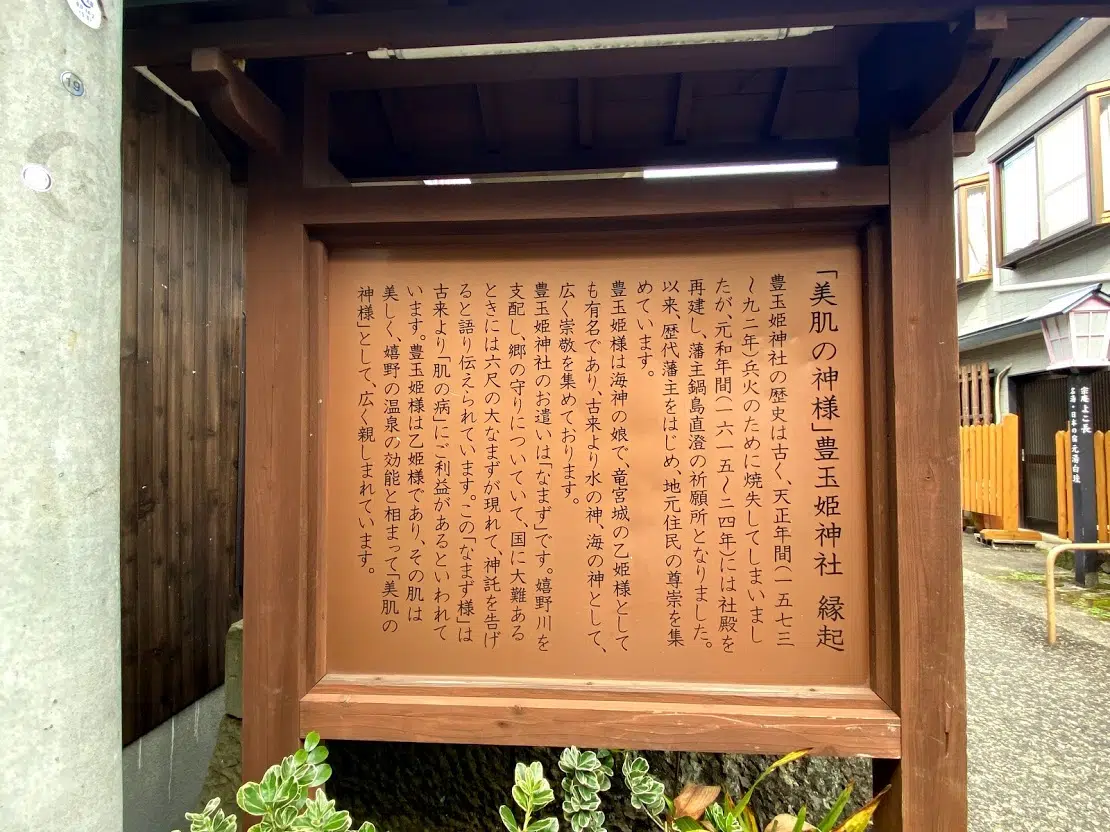 「美肌の神様」豊玉姫神社 縁起
豊玉姫神社の歴史は古く、天正年間(一五七三
〜九二年)兵火のために焼失してしまいまし
たが、元和年間(一六一五〜二四年)には社殿を
再建し、藩主鍋島直澄の祈願所となりました。
以来、歴代藩主をはじめ、地元住民の尊崇を集
めています。
豊玉姫様は海神の娘で、竜宮城の乙姫様として
も有名であり、古来より水の神、海の神として、
広く崇敬を集めております。
豊玉姫神社のお遣いは「なまず」です。嬉野川を
支配し、郷の守りについていて、国に大難ある
ときには六尺の大なまずが現れて、神託を告げ
ると語り伝えられています。この「なまず様」は
古来より「肌の病」にご利益があるといわれて
います。豊玉姫様は乙姫様であり、その肌は
美しく、嬉野の温泉の効能と相まって「美肌の
神様」として、広く親しまれています。
19